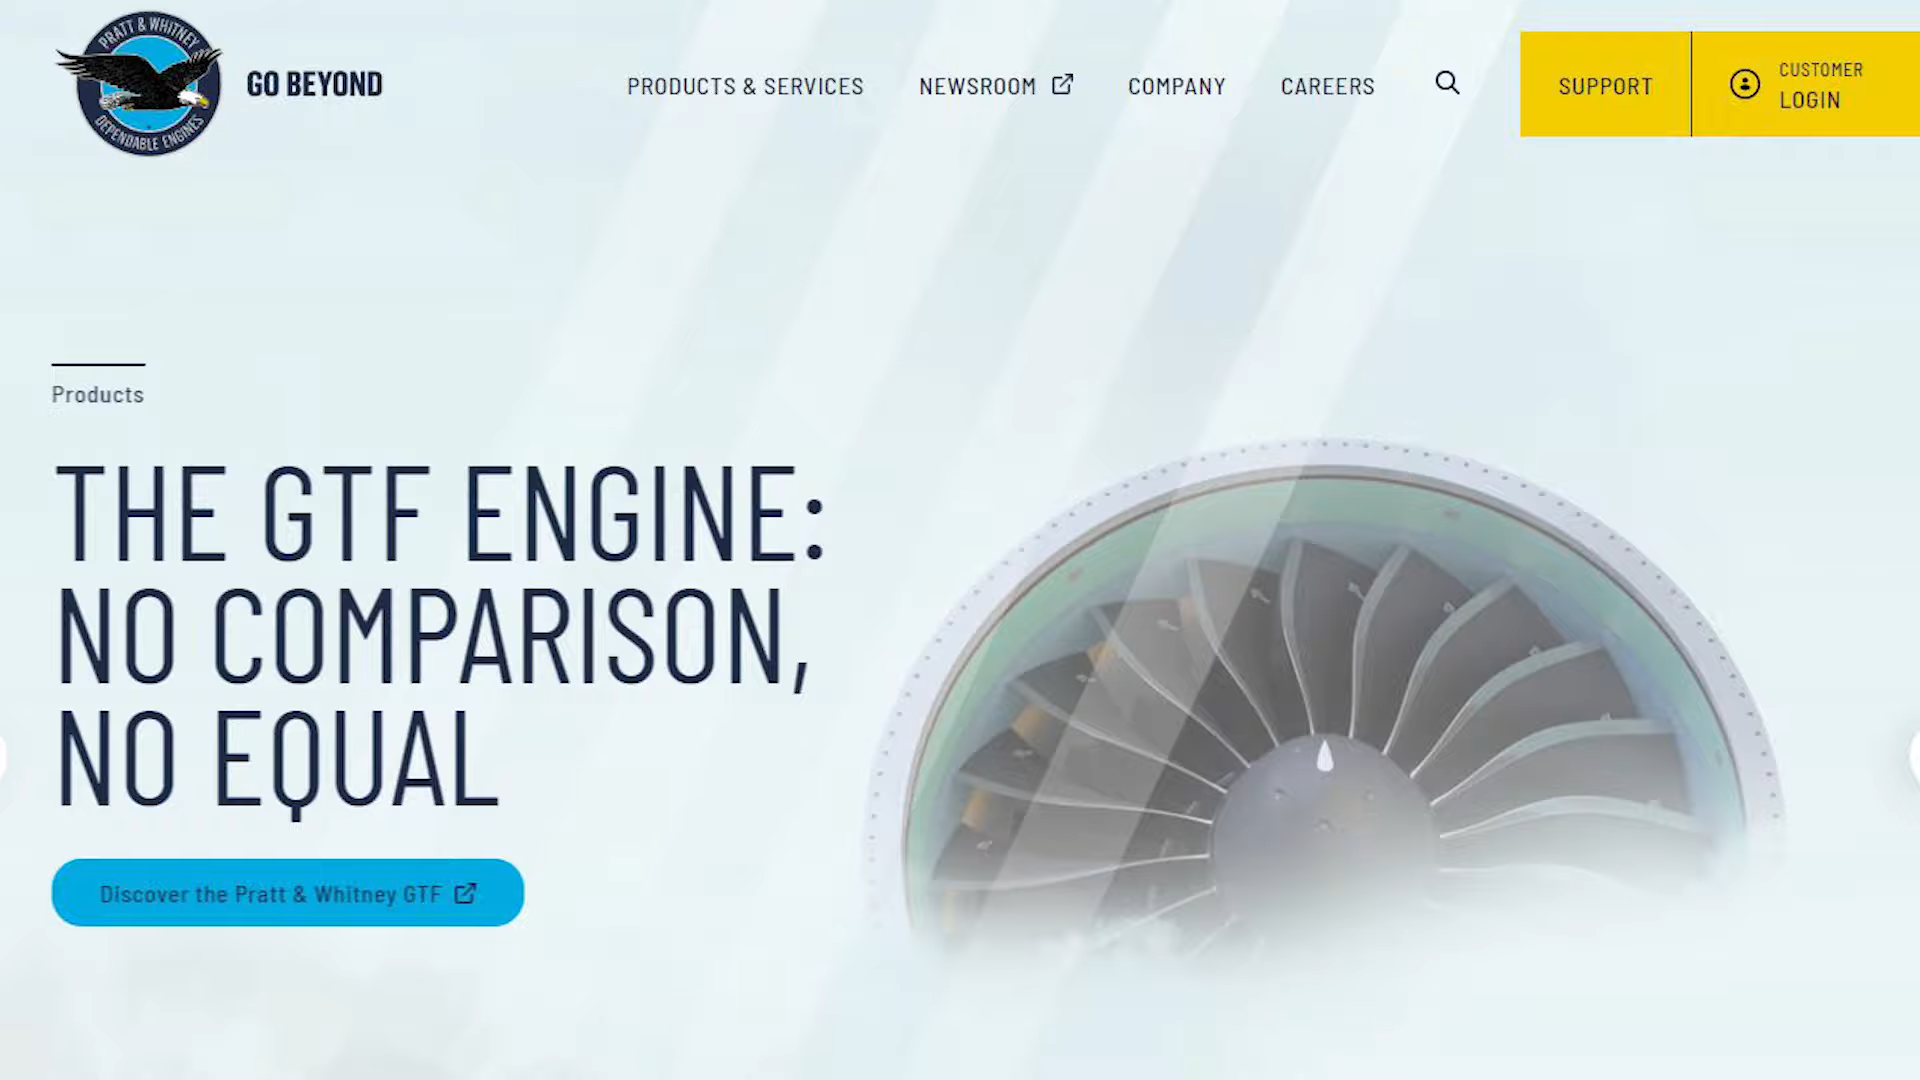 PRATT & WHITNEY
DEPENDABLE ENGINES
GO BEYOND
PRODUCTS & SERVICES
NEWSROOM
COMPANY
CAREERS
SUPPORT
CUSTOMER
LOGIN
Products
THE GTF ENGINE:
NO COMPARISON,
NO EQUAL
Discover the Pratt & Whitney GTF